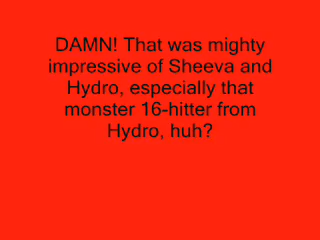 DAMN! That was mighty
impressive of Sheeva and
Hydro, especially that
monster 16-hitter from
Hydro, huh?